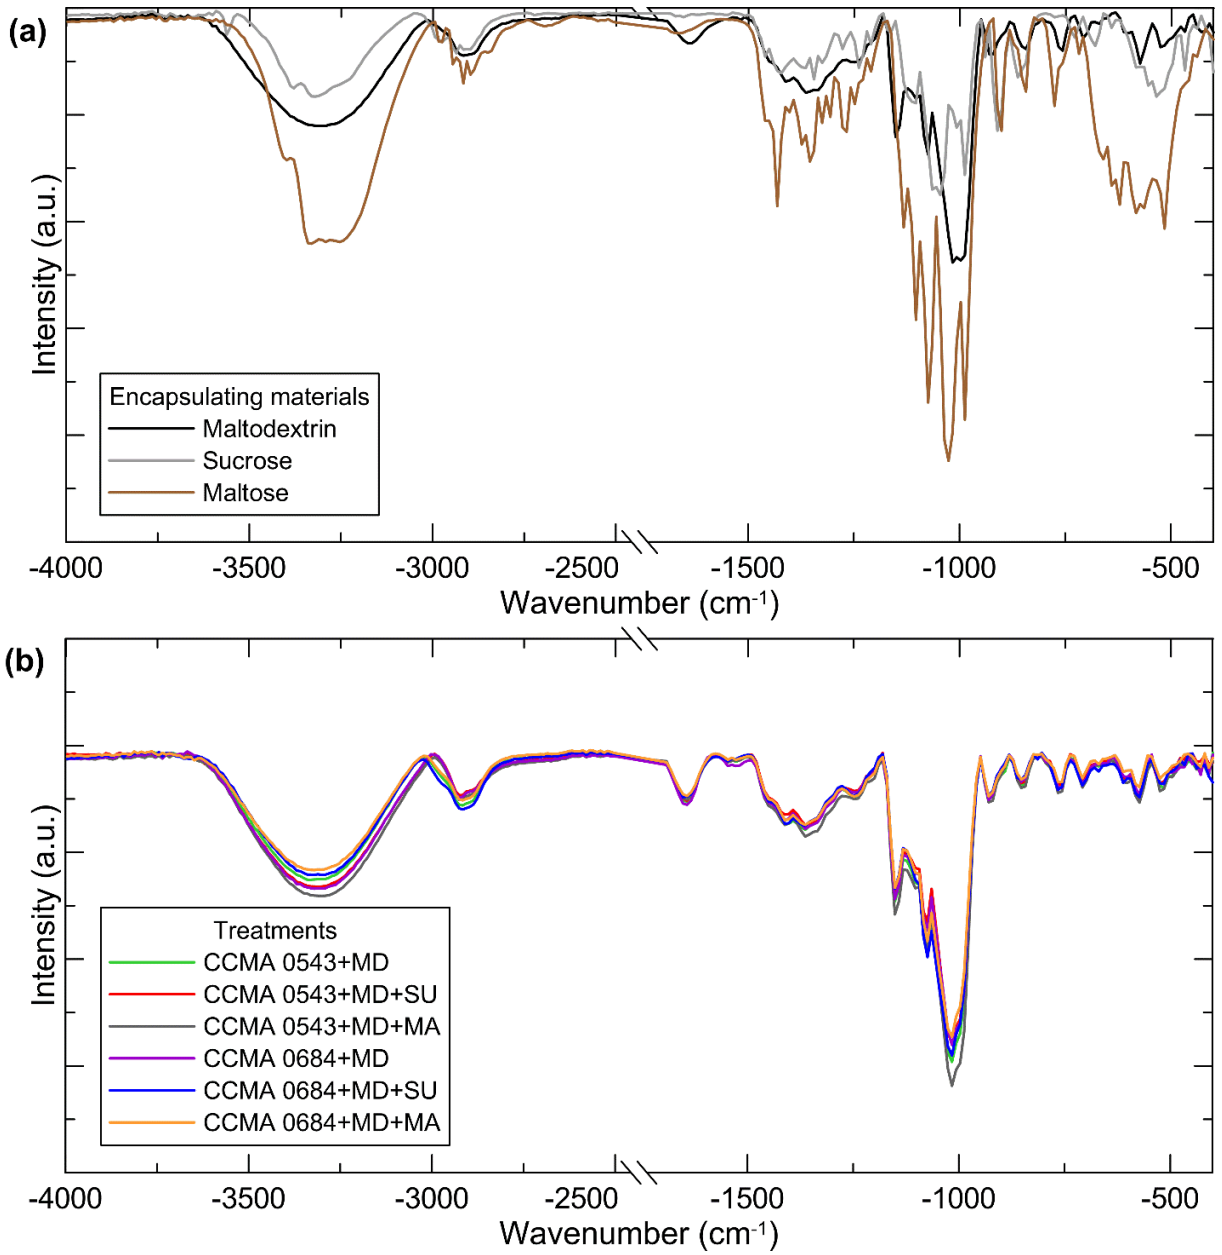 (a)
Intensity (a.u.)
Encapsulating materials
Maltodextrin
Sucrose
Maltose
-4000 -3500 -3000 -2500 -1500 -1000 -500
Wavenumber (cm-1)
(b)
Intensity (a.u.)
Treatments
CCMA 0543+MD
CCMA 0543+MD+SU
CCMA 0543+MD+MA
CCMA 0684+MD
CCMA 0684+MD+SU
CCMA 0684+MD+MA
-4000 -3500 -3000 -2500 -1500 -1000 -500
Wavenumber (cm-1)